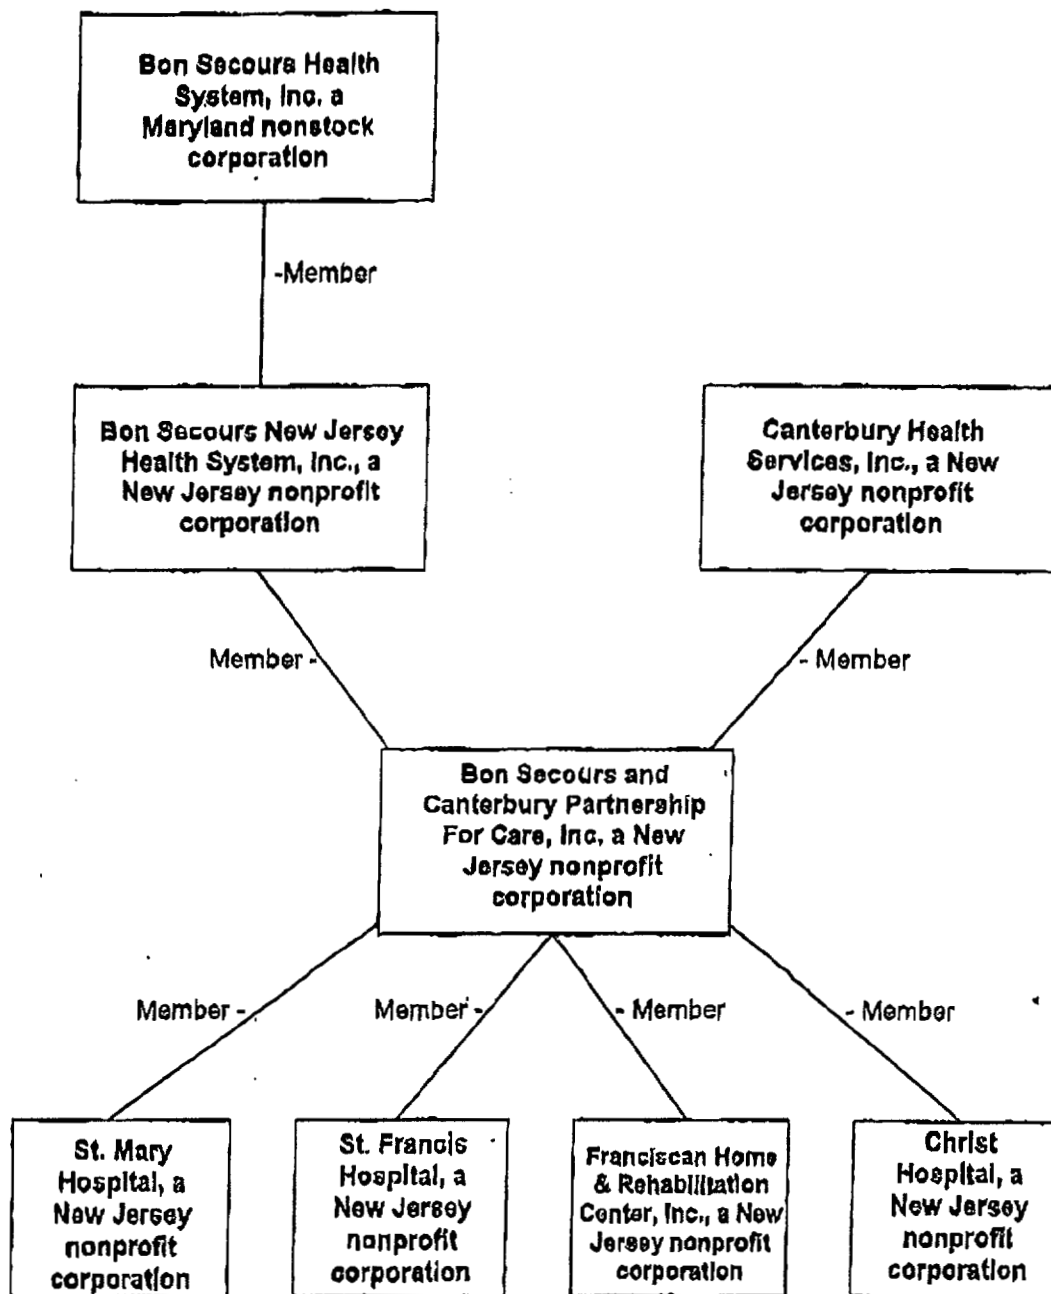 Bon Secours Health
System, Inc. a
Maryland nonstock
corporation
-Member
Bon Secours New Jersey
Health System, Inc., a
New Jersey nonprofit
corporation
Canterbury Health
Services, Inc., a New
Jersey nonprofit
corporation
Member -
- Member
Bon Secours and
Canterbury Partnership
For Care, Inc. a New
Jersey nonprofit
corporation
Member -
Member -
- Member
- Member
St. Mary
Hospital, a
New Jersey
nonprofit
corporation
St. Francis
Hospital, a
New Jersey
nonprofit
corporation
Franciscan Home
& Rehabilitation
Center, Inc., a New
Jersey nonprofit
corporation
Christ
Hospital, a
New Jersey
nonprofit
corporation